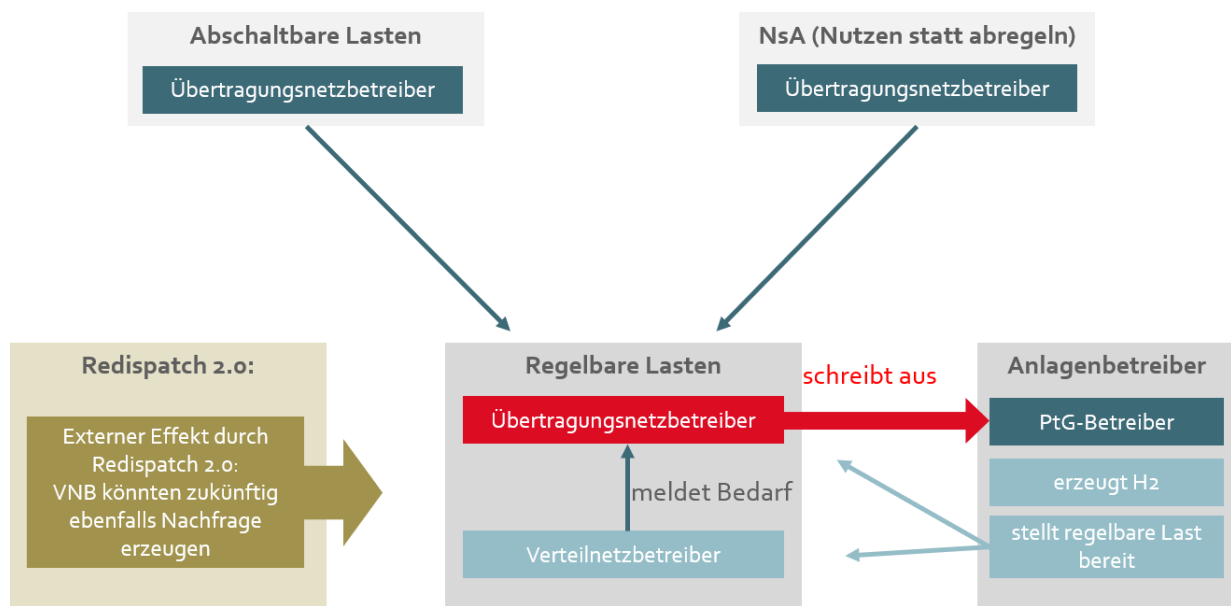 Abschaltbare Lasten
Übertragungsnetzbetreiber
NsA (Nutzen statt abregeln)
Übertragungsnetzbetreiber
Redispatch 2.0:
Externer Effekt durch
Redispatch 2.0:
VNB könnten zukünftig
ebenfalls Nachfrage
erzeugen
Regelbare Lasten
Übertragungsnetzbetreiber
meldet Bedarf
Verteilnetzbetreiber
schreibt aus
Anlagenbetreiber
PtG-Betreiber
erzeugt H2
stellt regelbare Last
bereit